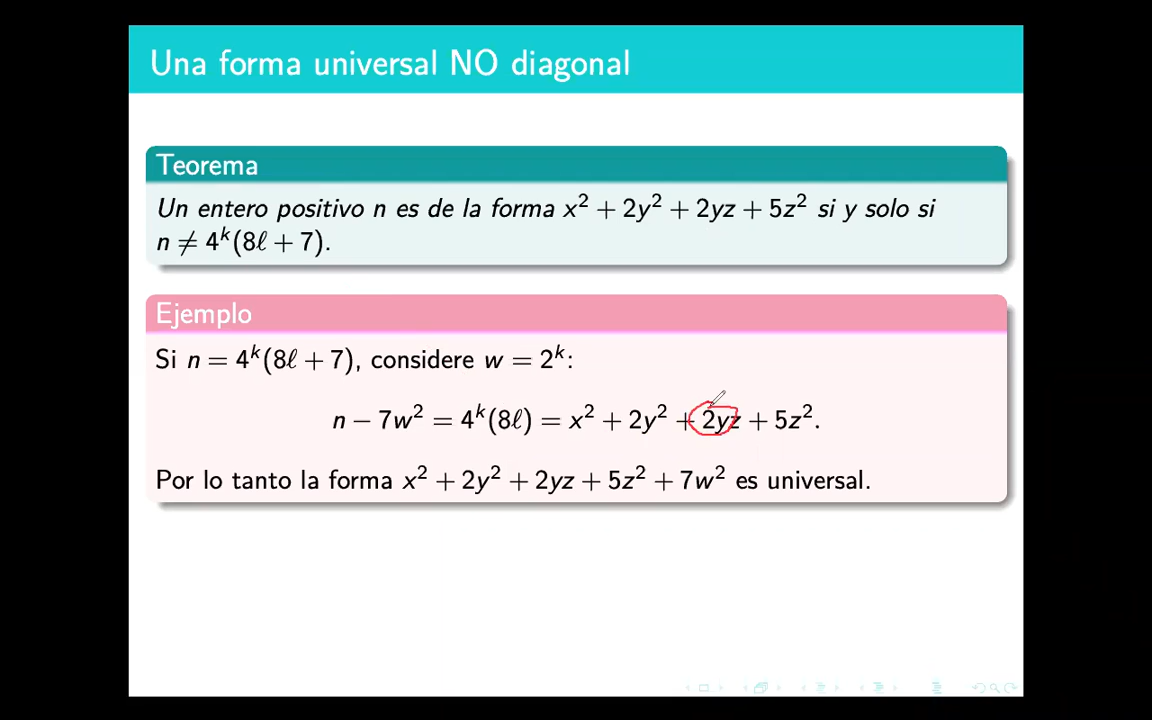 Una forma universal NO diagonal
Teorema
Un entero positivo n es de la forma x² + 2y² + 2yz + 5z² si y solo si
n ≠ 4ᵏ(8ℓ + 7).
Ejemplo
Si n = 4ᵏ(8ℓ + 7), considere w = 2ᵏ:
n − 7w² = 4ᵏ(8ℓ) = x² + 2y² + 2yz + 5z².
Por lo tanto la forma x² + 2y² + 2yz + 5z² + 7w² es universal.